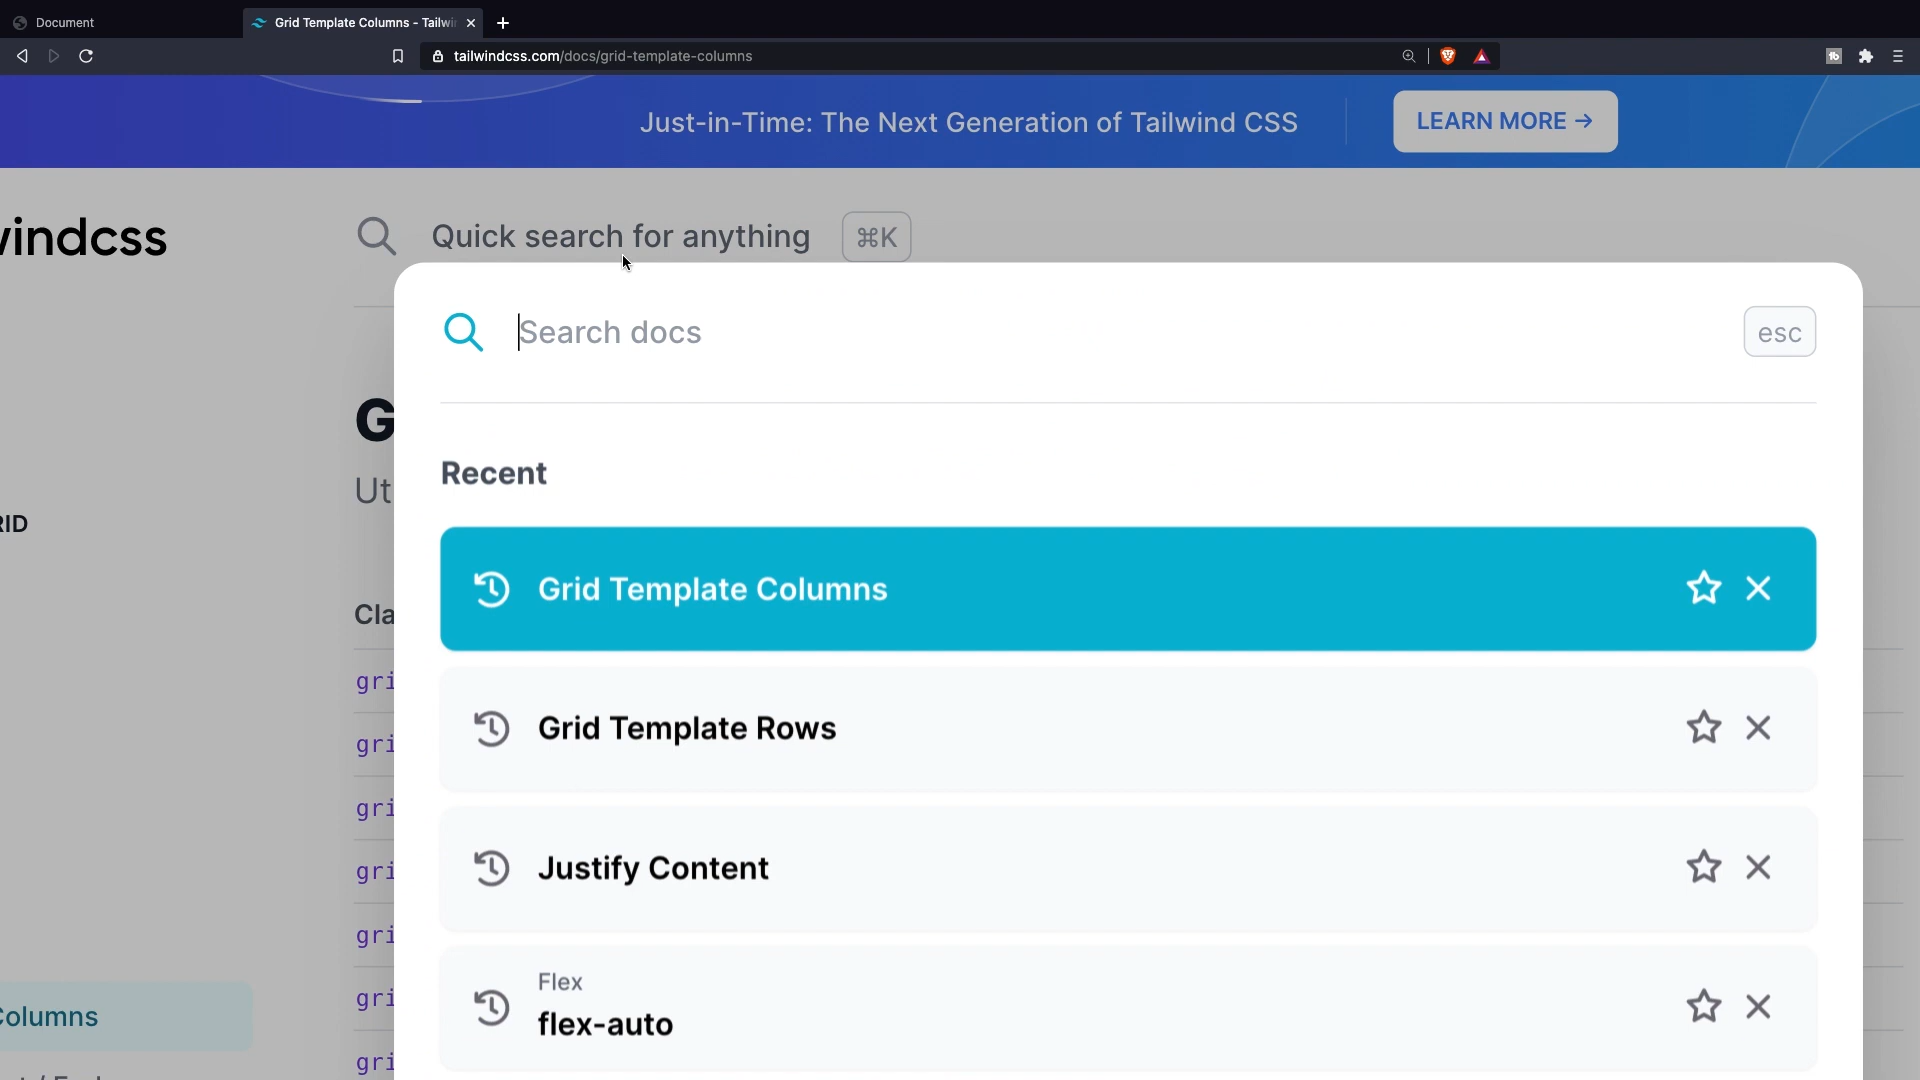 Document
Grid Template Columns - Tailwi
tailwindcss.com/docs/grid-template-columns
Just-in-Time: The Next Generation of Tailwind CSS
LEARN MORE →
windcss
Quick search for anything
⌘K
Search docs
esc
G
Ut
RID
Recent
Grid Template Columns
Cla
gri
Grid Template Rows
gri
gri
Justify Content
gri
gri
Flex
flex-auto
gri
Columns
gri